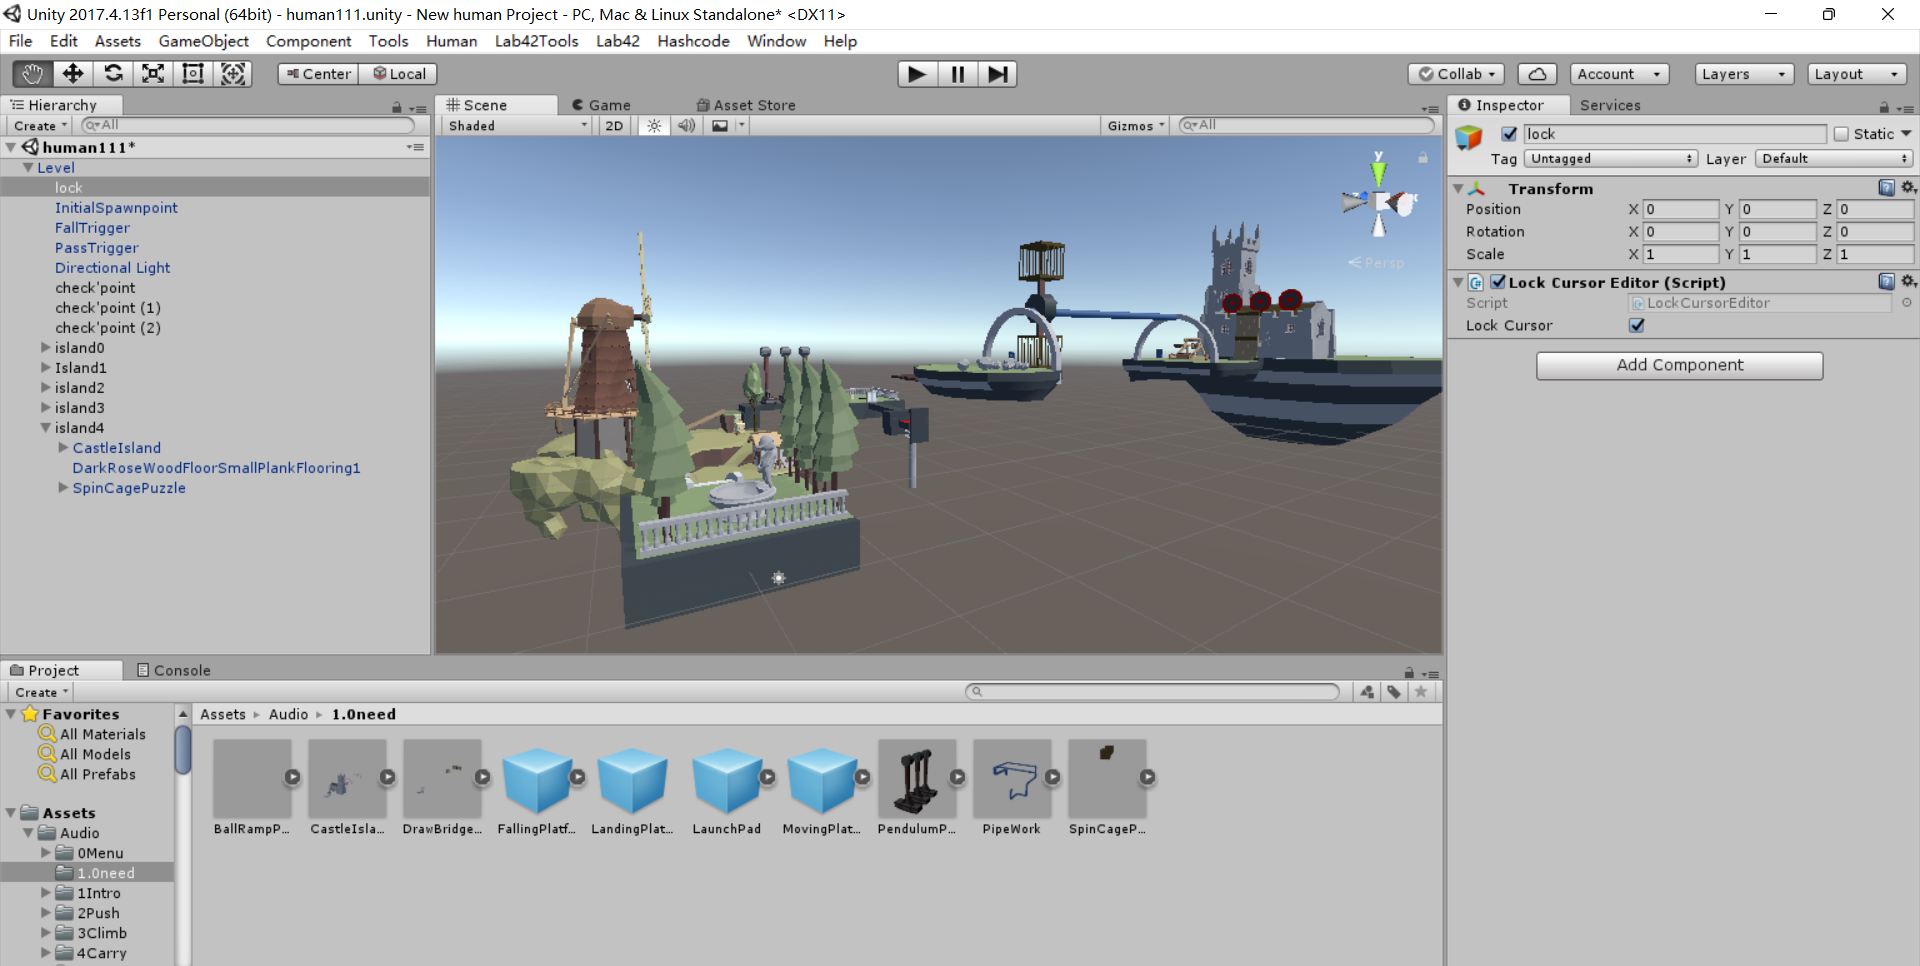 Unity 2017.4.13f1 Personal (64bit) - human111.unity - New human Project - PC, Mac & Linux Standalone* <DX11>
File Edit Assets GameObject Component Tools Human Lab42Tools Lab42 Hashcode Window Help
Center Local Collab Account Layers Layout
Hierarchy
Create All
human111*
Level
lock
InitialSpawnpoint
FallTrigger
PassTrigger
Directional Light
check'point
check'point (1)
check'point (2)
island0
Island1
island2
island3
island4
CastleIsland
DarkRoseWoodFloorSmallPlankFlooring1
SpinCagePuzzle
Scene Game Asset Store
Shaded 2D Gizmos All
y
x
Persp
Inspector Services
lock Static
Tag Untagged Layer Default
Transform
Position X 0 Y 0 Z 0
Rotation X 0 Y 0 Z 0
Scale X 1 Y 1 Z 1
Lock Cursor Editor (Script)
Script LockCursorEditor
Lock Cursor
Add Component
Project Console
Create
Favorites
All Materials
All Models
All Prefabs
Assets
Audio
0Menu
1.0need
1Intro
2Push
3Climb
4Carry
Assets Audio 1.0need
BallRampP... CastleIsla... DrawBridge... FallingPlatf... LandingPlat... LaunchPad MovingPlat... PendulumP... PipeWork SpinCageP...